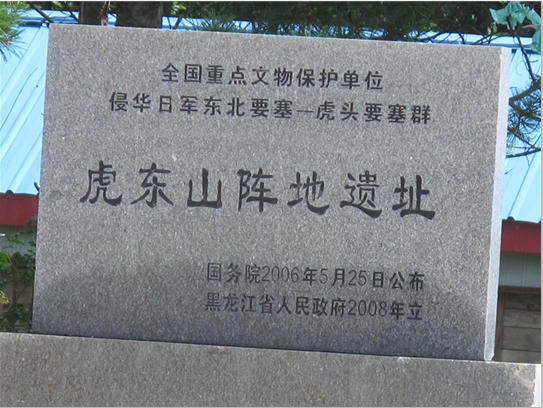 全国重点文物保护单位
侵华日军东北要塞—虎头要塞群
虎东山阵地遗址
国务院2006年5月25日公布
黑龙江省人民政府2008年立